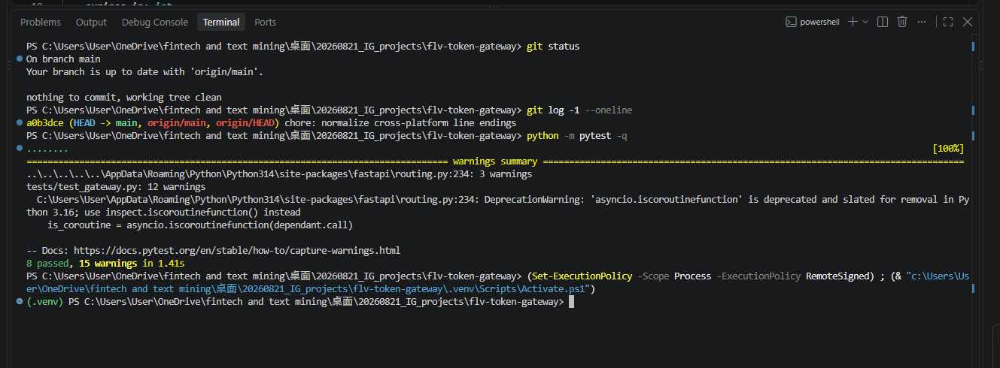 Problems Output Debug Console Terminal Ports powershell
PS C:\Users\User\OneDrive\fintech and text mining\桌面\20260821_IG_projects\flv-token-gateway> git status
On branch main
Your branch is up to date with 'origin/main'.
nothing to commit, working tree clean
PS C:\Users\User\OneDrive\fintech and text mining\桌面\20260821_IG_projects\flv-token-gateway> git log -1 --oneline
a0b3dce (HEAD -> main, origin/main, origin/HEAD) chore: normalize cross-platform line endings
PS C:\Users\User\OneDrive\fintech and text mining\桌面\20260821_IG_projects\flv-token-gateway> python -m pytest -q
........ [100%]
=============================================================================== warnings summary ===============================================================================
..\..\..\..\..\AppData\Roaming\Python\Python314\site-packages\fastapi\routing.py:234: 3 warnings
tests/test_gateway.py: 12 warnings
C:\Users\User\AppData\Roaming\Python\Python314\site-packages\fastapi\routing.py:234: DeprecationWarning: 'asyncio.iscoroutinefunction' is deprecated and slated for removal in Py
thon 3.16; use inspect.iscoroutinefunction() instead
is_coroutine = asyncio.iscoroutinefunction(dependant.call)
-- Docs: https://docs.pytest.org/en/stable/how-to/capture-warnings.html
8 passed, 15 warnings in 1.41s
PS C:\Users\User\OneDrive\fintech and text mining\桌面\20260821_IG_projects\flv-token-gateway> (Set-ExecutionPolicy -Scope Process -ExecutionPolicy RemoteSigned) ; (& "c:\Users\Us
er\OneDrive\fintech and text mining\桌面\20260821_IG_projects\flv-token-gateway\.venv\Scripts\Activate.ps1")
(.venv) PS C:\Users\User\OneDrive\fintech and text mining\桌面\20260821_IG_projects\flv-token-gateway>